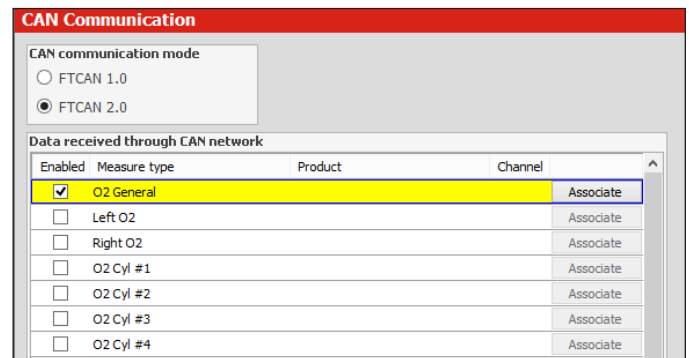 CAN Communication
CAN communication mode
FTCAN 1.0
FTCAN 2.0
Data received through CAN network
Enabled Measure type Product Channel
O2 General Associate
Left O2 Associate
Right O2 Associate
O2 Cyl #1 Associate
O2 Cyl #2 Associate
O2 Cyl #3 Associate
O2 Cyl #4 Associate